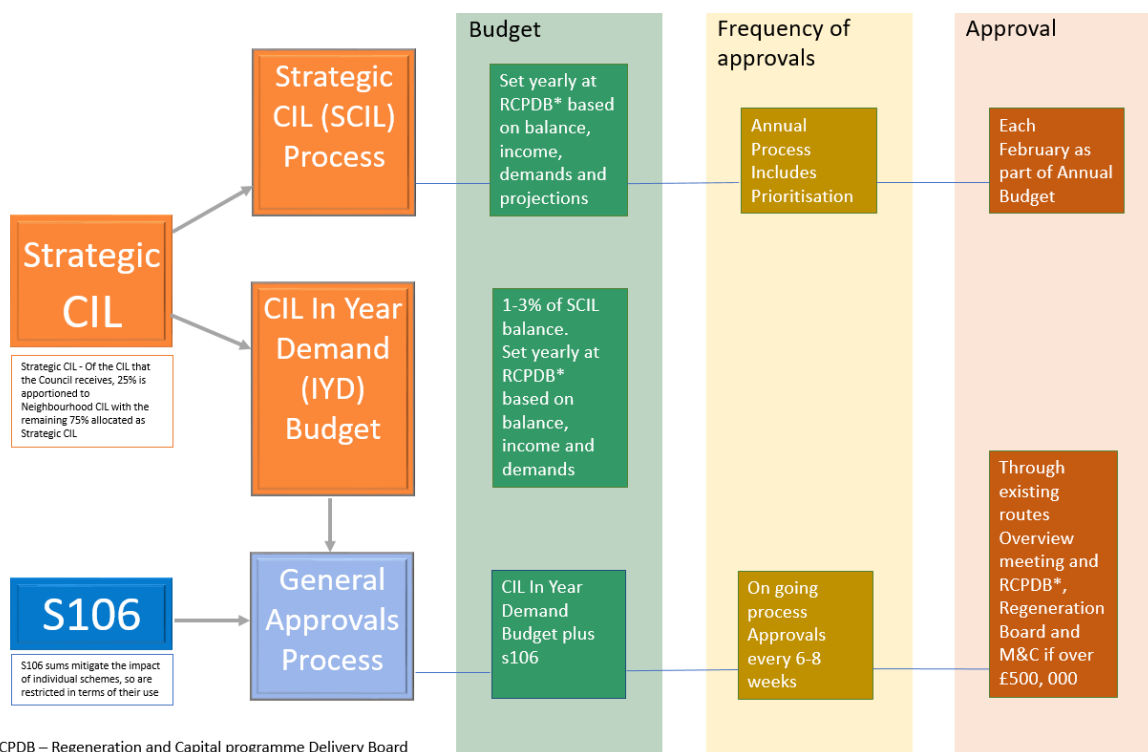 Budget
Frequency of
approvals
Approval
Strategic
CIL (SCIL)
Process
Set yearly at
RCPDB* based
on balance,
income,
demands and
projections
Annual
Process
Includes
Prioritisation
Each
February as
part of Annual
Budget
Strategic
CIL
Strategic CIL - Of the CIL that
the Council receives, 25% is
apportioned to
Neighbourhood CIL with the
remaining 75% allocated as
Strategic CIL
CIL In Year
Demand
(IYD)
Budget
1-3% of SCIL
balance.
Set yearly at
RCPDB*
based on
balance,
income and
demands
S106
S106 sums mitigate the impact
of individual schemes, so are
restricted in terms of their use
General
Approvals
Process
CIL In Year
Demand
Budget plus
s106
On going
process
Approvals
every 6-8
weeks
Through
existing
routes
Overview
meeting and
RCPDB*,
Regeneration
Board and
M&C if over
£500, 000
CPDB – Regeneration and Capital programme Delivery Board